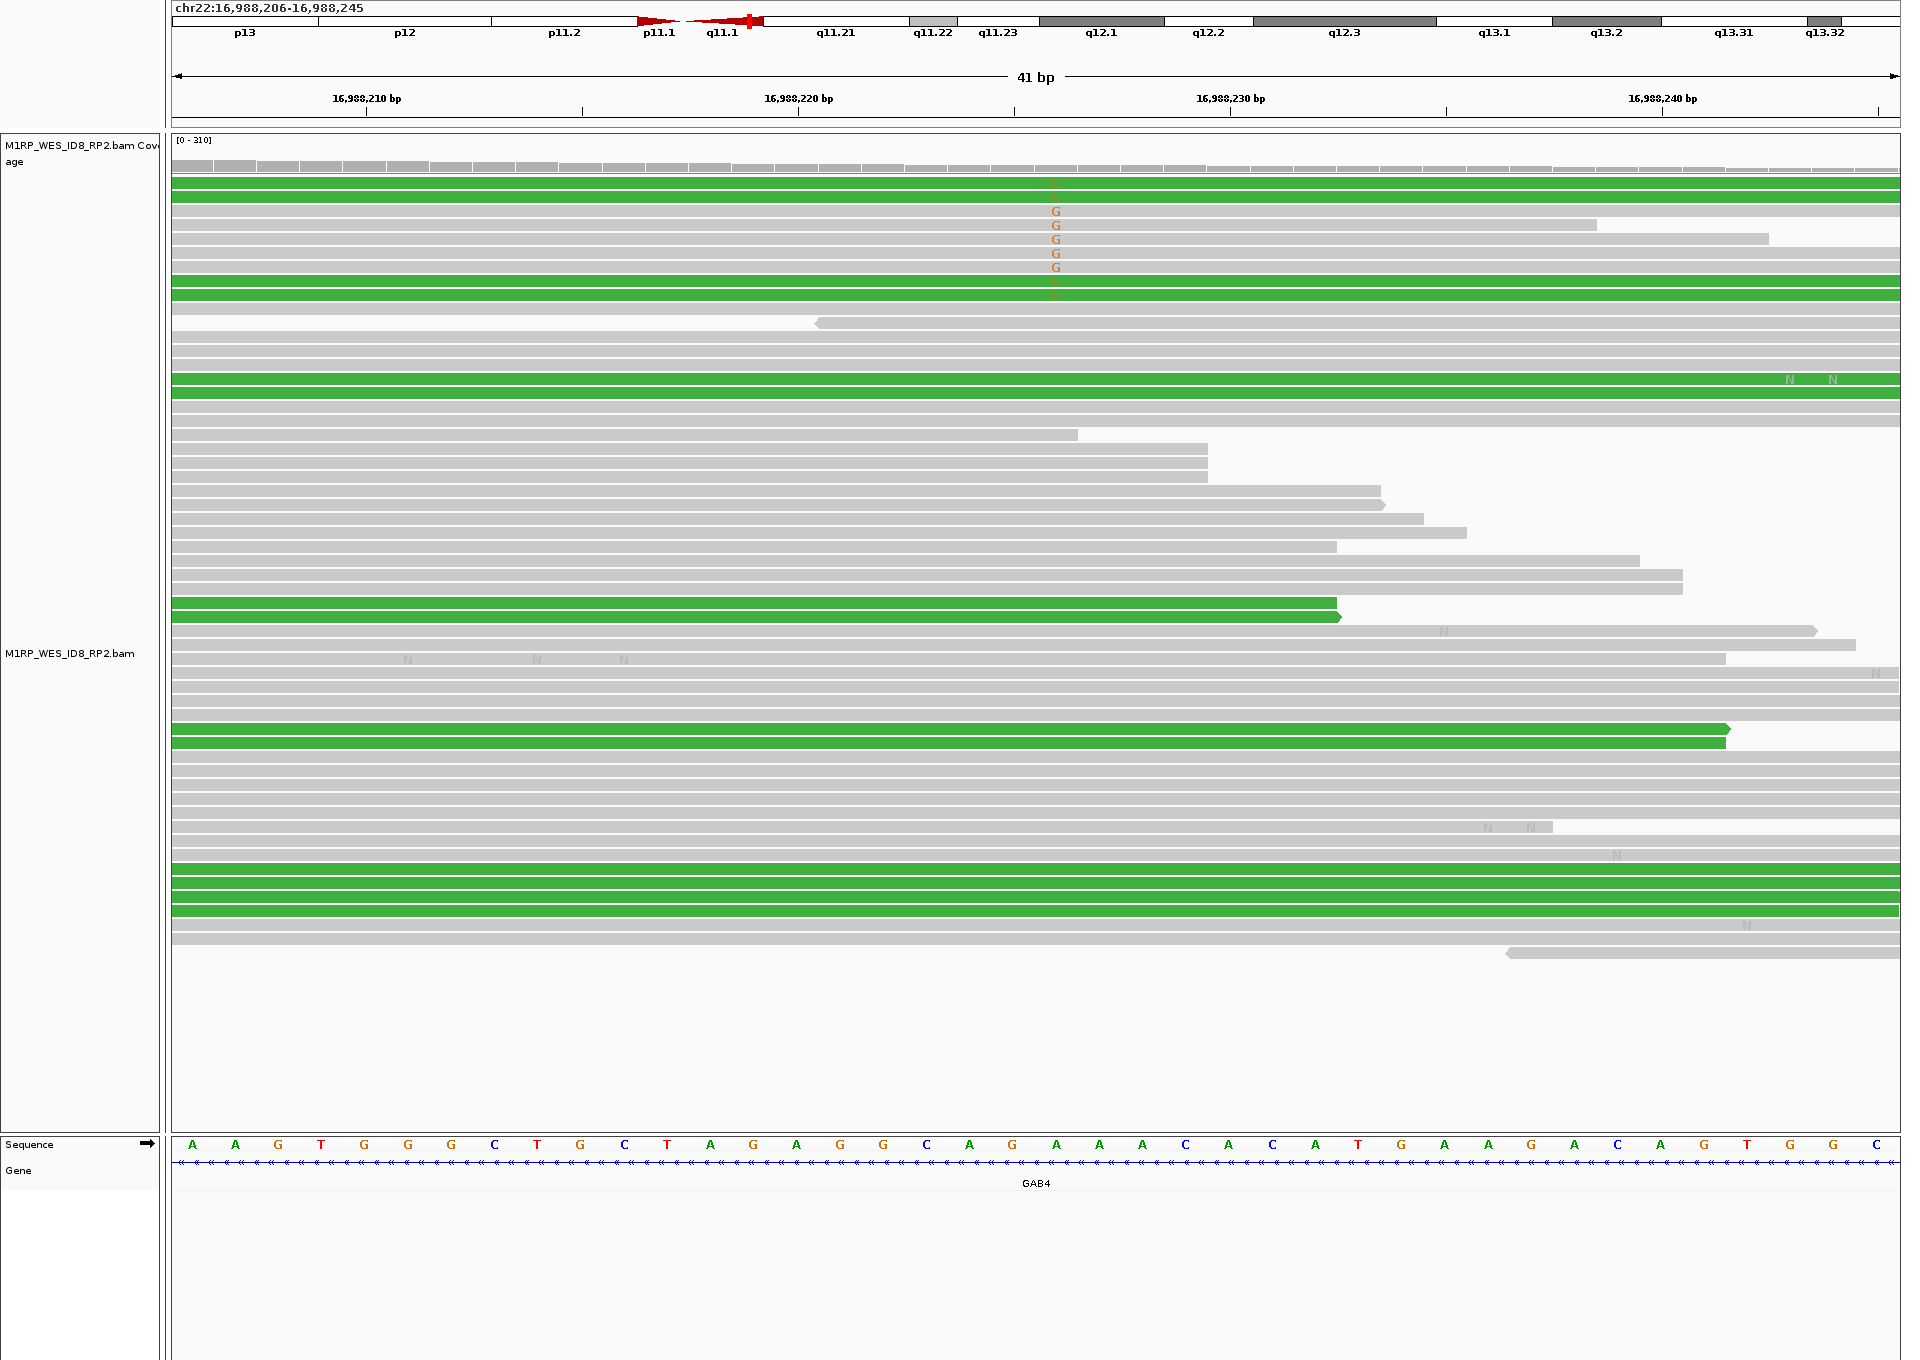 chr22:16,988,206-16,988,245
p13 p12 p11.2 p11.1 q11.1 q11.21 q11.22 q11.23 q12.1 q12.2 q12.3 q13.1 q13.2 q13.31 q13.32
41 bp
16,988,210 bp 16,988,220 bp 16,988,230 bp 16,988,240 bp
M1RP_WES_ID8_RP2.bam Cov
age
[0 - 310]
G
G
G
G
G
G
G
G
G
N N
N
M1RP_WES_ID8_RP2.bam
N N N
N
N N
N
N
Sequence A A G T G G G C T G C T A G A G G C A G A A A C A C A T G A A G A C A G T G G C
Gene
GAB4